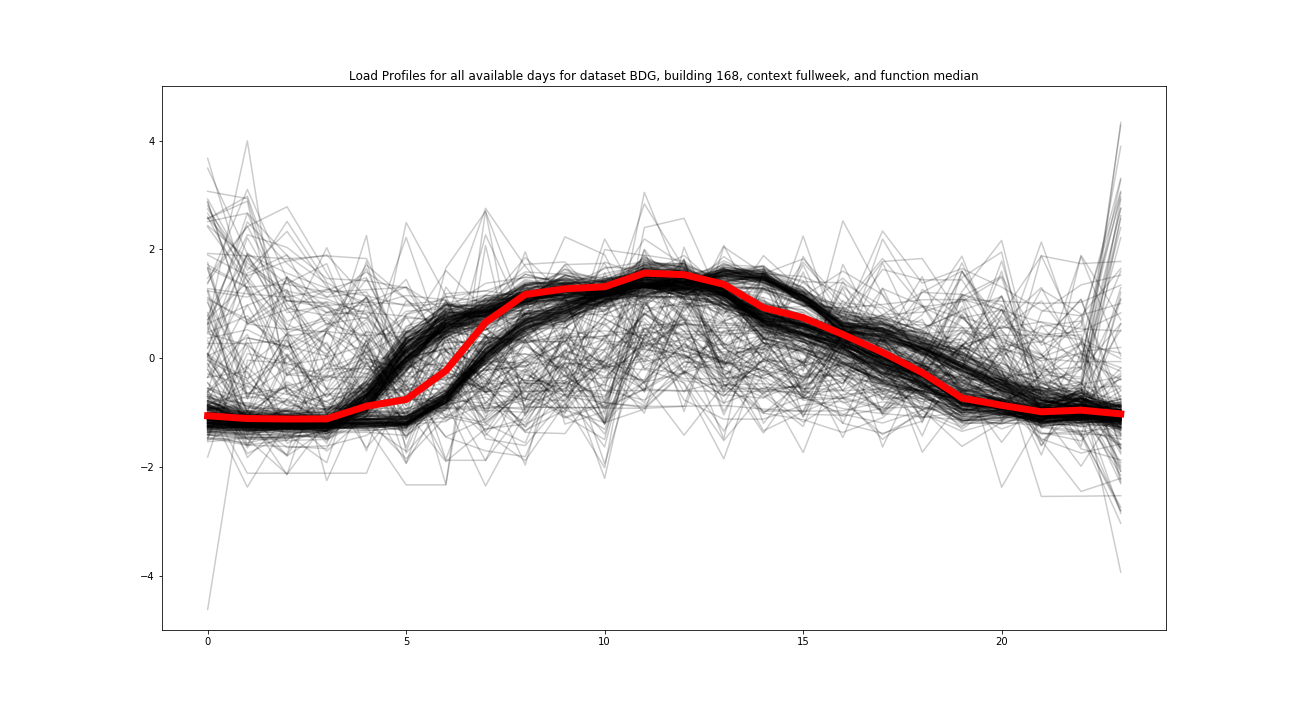 Load Profiles for all available days for dataset BDG, building 168, context fullweek, and function median
4
2
0
−2
−4
0 5 10 15 20